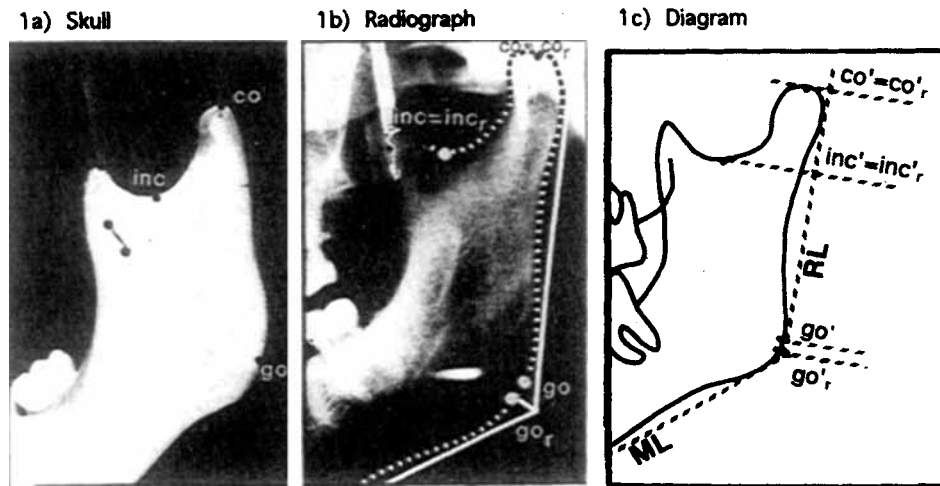 1a) Skull
co
inc
go
1b) Radiograph
co= cor
inc=incr
go
gor
1c) Diagram
co'=co'r
inc'=inc'r
RL
go'
go'r
ML